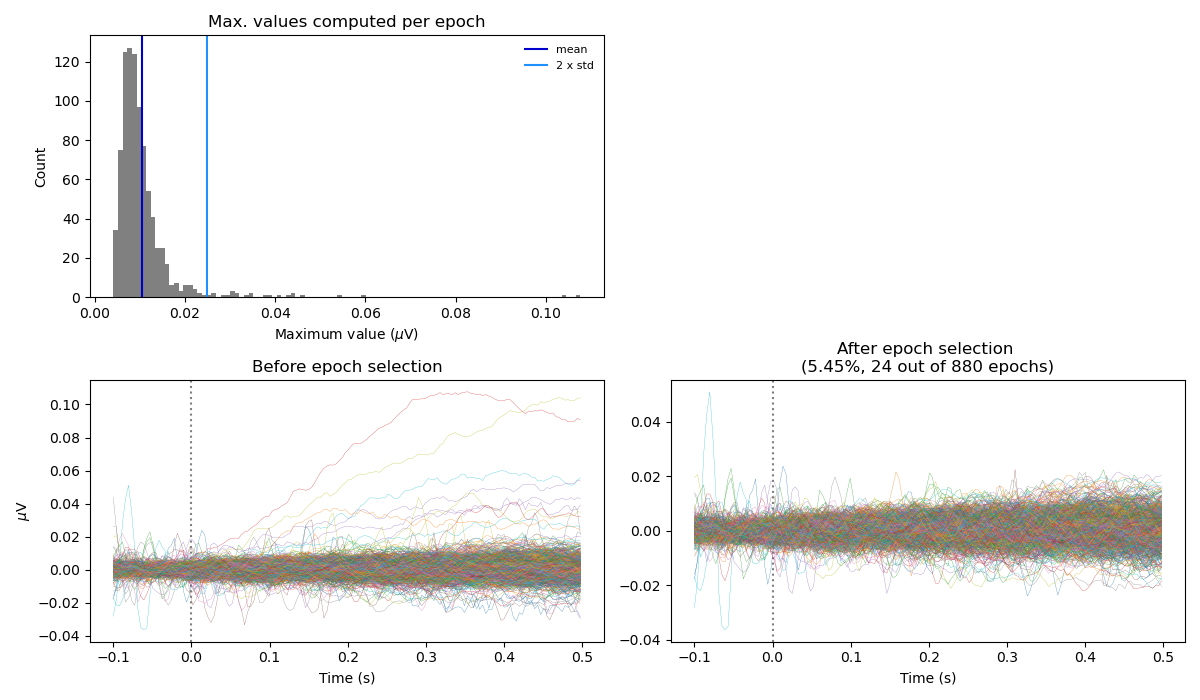 Max. values computed per epoch
mean
2 x std
Count
120
100
80
60
40
20
0
0.00 0.02 0.04 0.06 0.08 0.10
Maximum value (μV)
Before epoch selection
μV
0.10
0.08
0.06
0.04
0.02
0.00
−0.02
−0.04
−0.1 0.0 0.1 0.2 0.3 0.4 0.5
Time (s)
After epoch selection
(5.45%, 24 out of 880 epochs)
0.04
0.02
0.00
−0.02
−0.04
−0.1 0.0 0.1 0.2 0.3 0.4 0.5
Time (s)